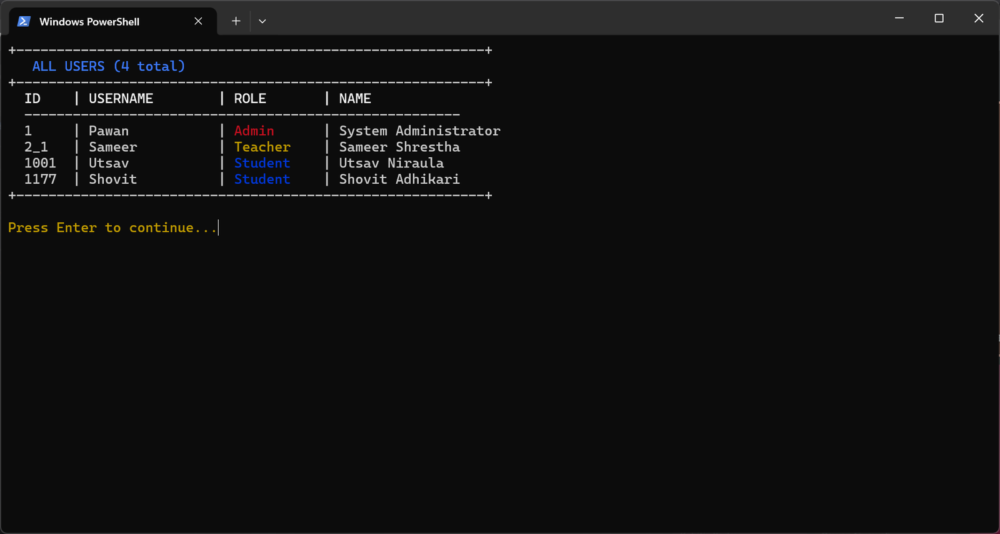 Windows PowerShell
+----------------------------------------------------------+
   ALL USERS (4 total)
+----------------------------------------------------------+
  ID    | USERNAME        | ROLE       | NAME
  ------------------------------------------------------
  1     | Pawan           | Admin      | System Administrator
  2_1   | Sameer          | Teacher    | Sameer Shrestha
  1001  | Utsav           | Student    | Utsav Niraula
  1177  | Shovit          | Student    | Shovit Adhikari
+----------------------------------------------------------+
Press Enter to continue...